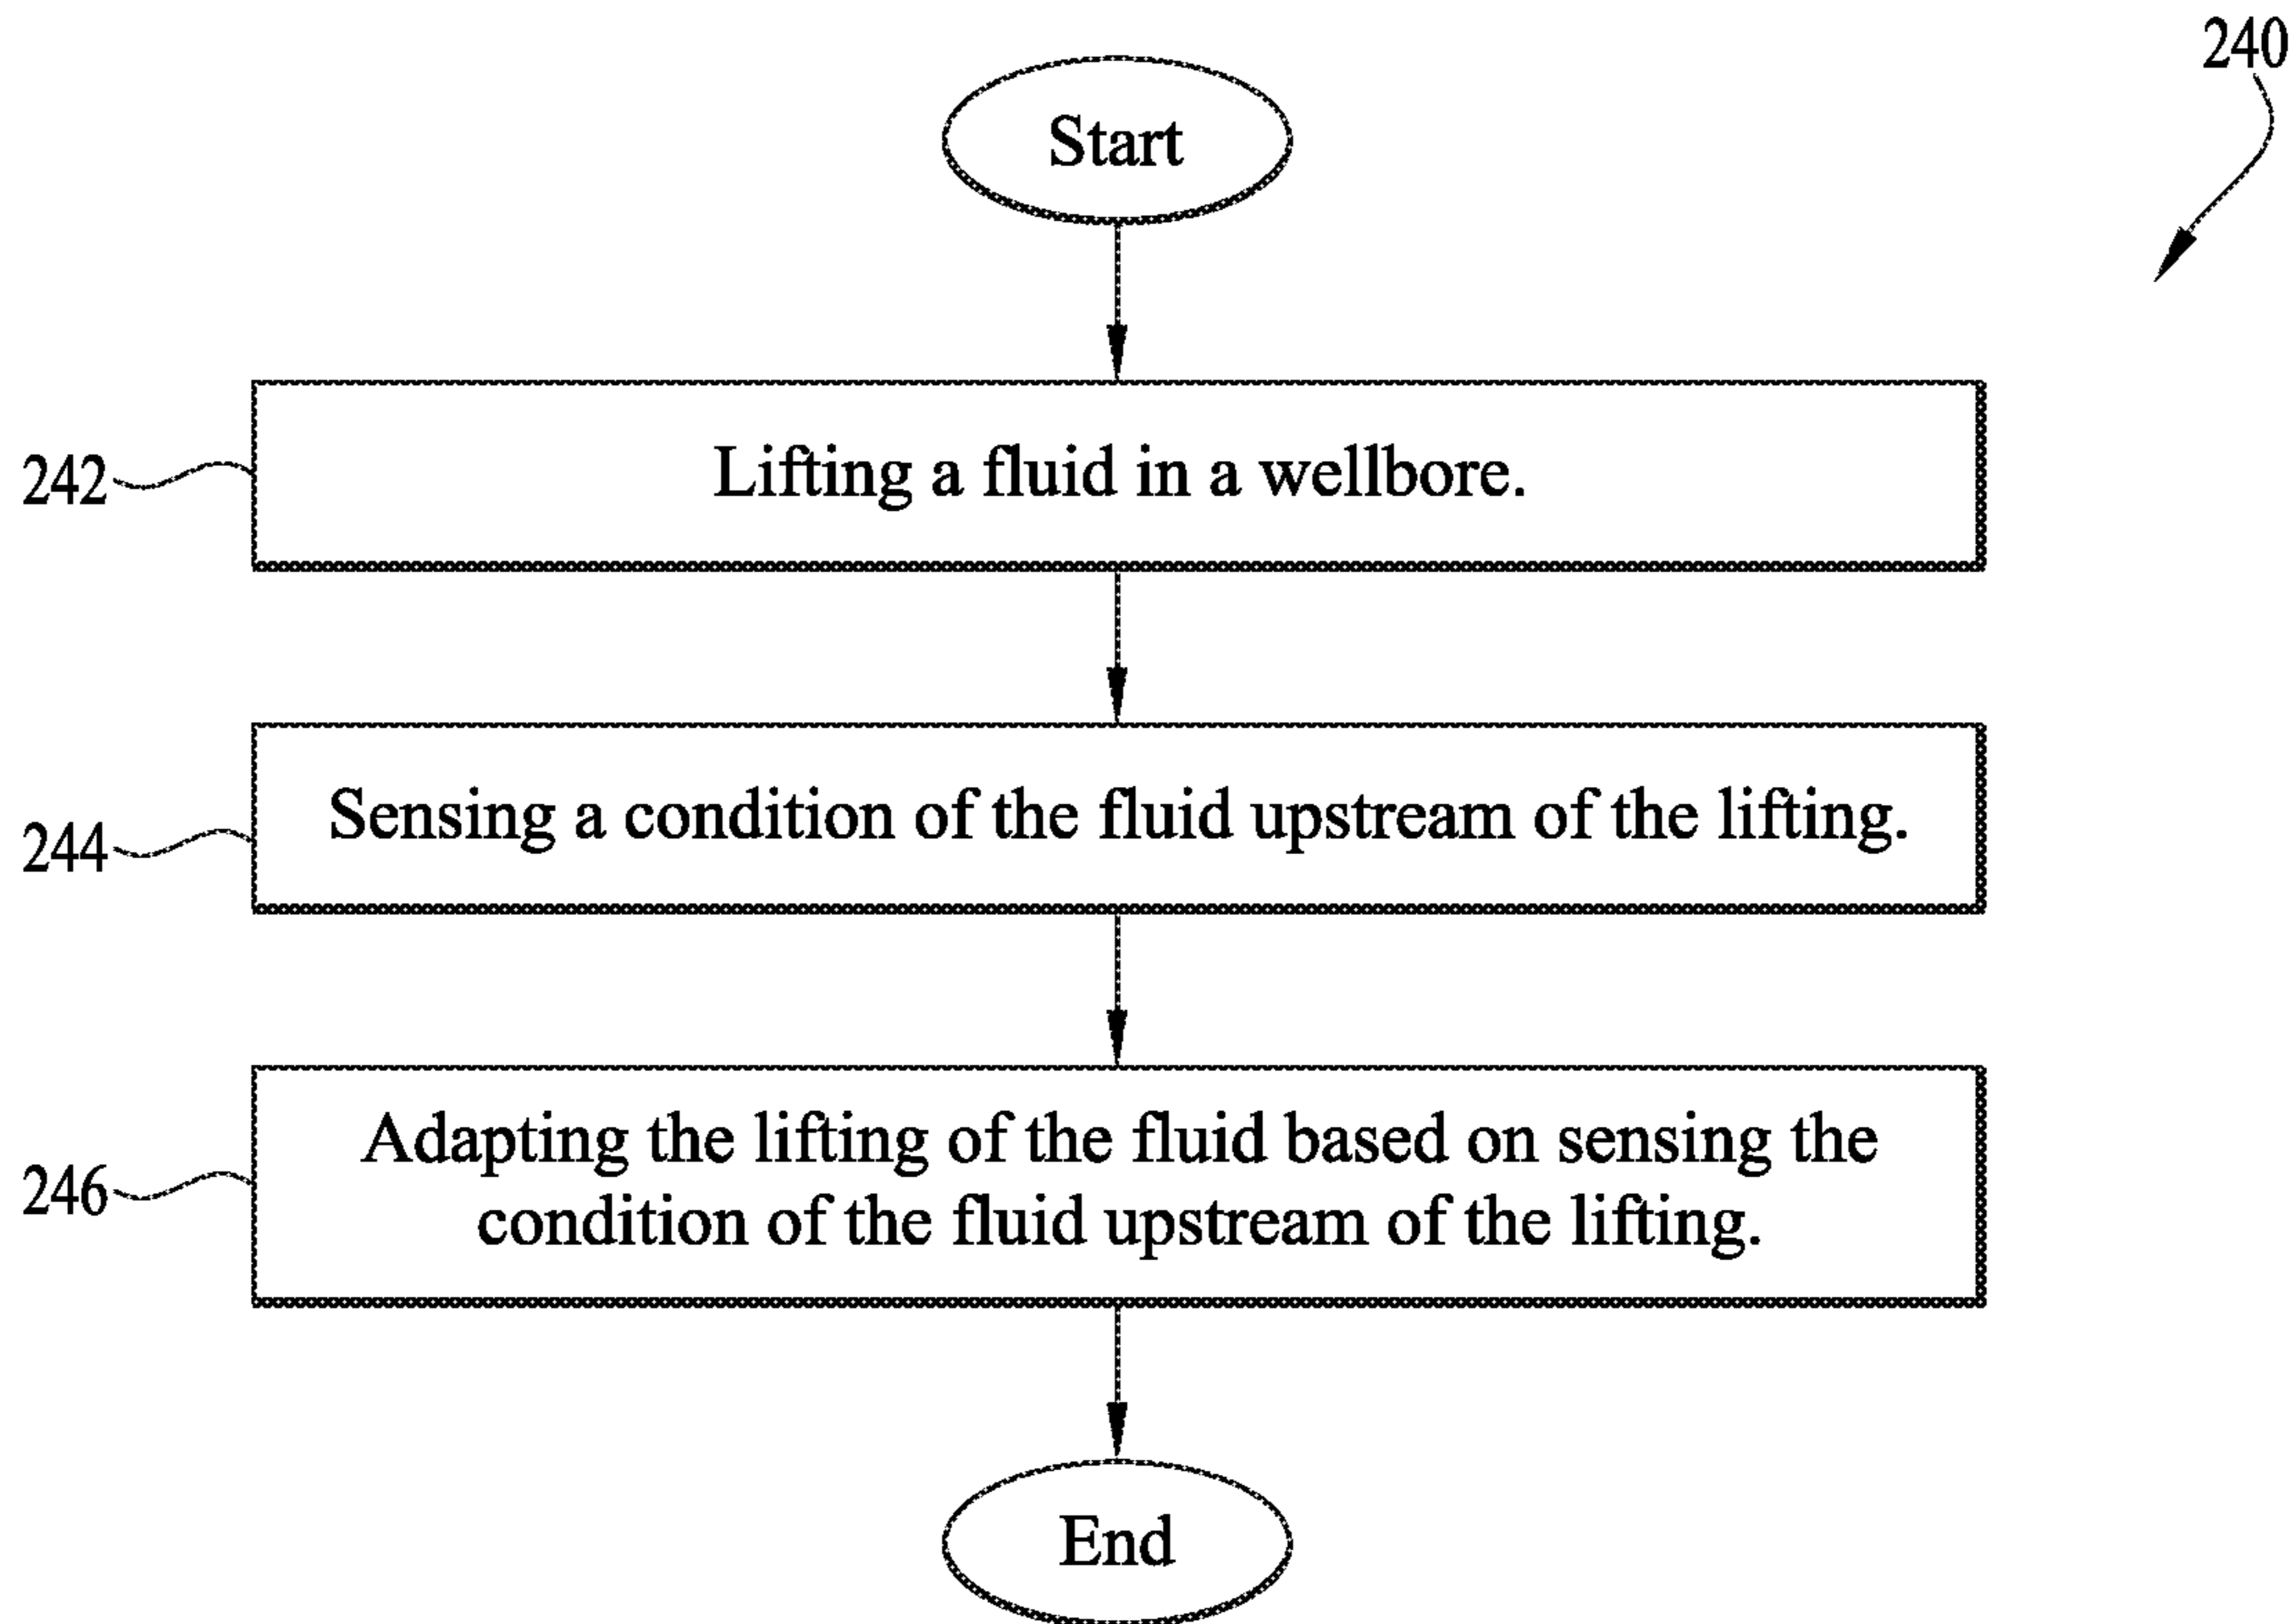 240
Start
242
Lifting a fluid in a wellbore.
244
Sensing a condition of the fluid upstream of the lifting.
246
Adapting the lifting of the fluid based on sensing the
condition of the fluid upstream of the lifting.
End